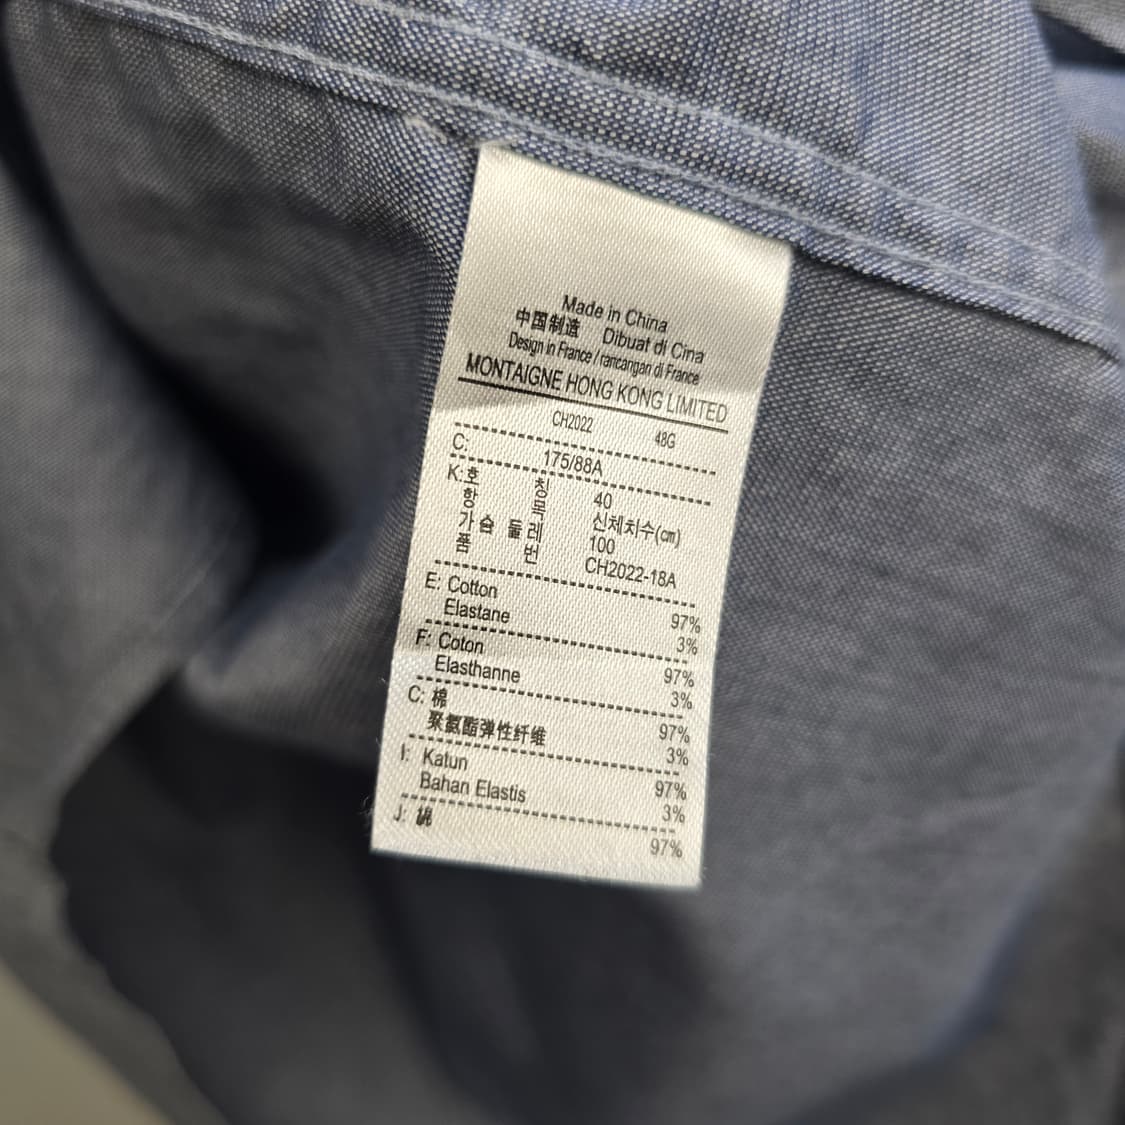 Made in China
中国制造 Dibuat di Cina
Design in France / rancangan di France
MONTAIGNE HONG KONG LIMITED
CH2022 48G
C: 175/88A
K: 호 칭 40
항 목 신체치수(㎝)
가슴 둘레 100
품 번 CH2022-18A
E: Cotton 97%
Elastane 3%
F: Coton 97%
Elasthanne 3%
C: 棉 97%
聚氨酯弹性纤维 3%
I: Katun 97%
Bahan Elastis 3%
J: 綿 97%